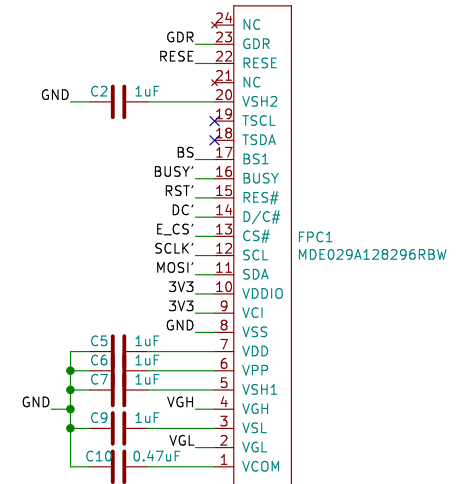 24 NC
GDR 23 GDR
RESE 22 RESE
21 NC
GND C2 1uF 20 VSH2
19 TSCL
18 TSDA
BS 17 BS1
BUSY' 16 BUSY
RST' 15 RES#
DC' 14 D/C#
E_CS' 13 CS# FPC1
SCLK' 12 SCL MDE029A128296RBW
MOSI' 11 SDA
3V3 10 VDDIO
3V3 9 VCI
GND 8 VSS
C5 1uF 7 VDD
C6 1uF 6 VPP
C7 1uF 5 VSH1
GND VGH 4 VGH
C9 1uF 3 VSL
VGL 2 VGL
C10 0.47uF 1 VCOM